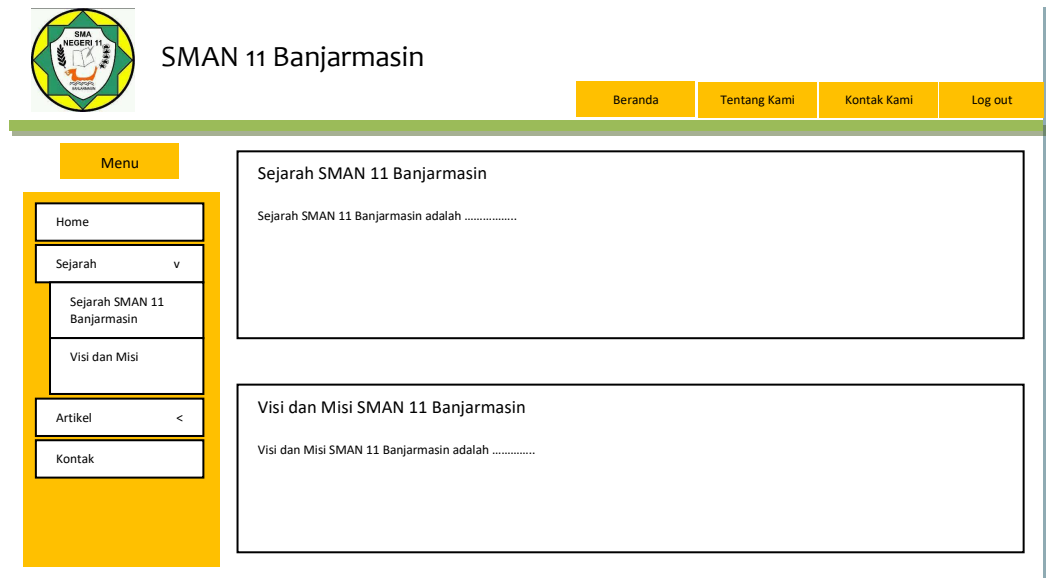 SMA
NEGERI 11
SMAN 11 Banjarmasin
Beranda
Tentang Kami
Kontak Kami
Log out
Menu
Home
Sejarah v
Sejarah SMAN 11
Banjarmasin
Visi dan Misi
Artikel <
Kontak
Sejarah SMAN 11 Banjarmasin
Sejarah SMAN 11 Banjarmasin adalah ................
Visi dan Misi SMAN 11 Banjarmasin
Visi dan Misi SMAN 11 Banjarmasin adalah ..............